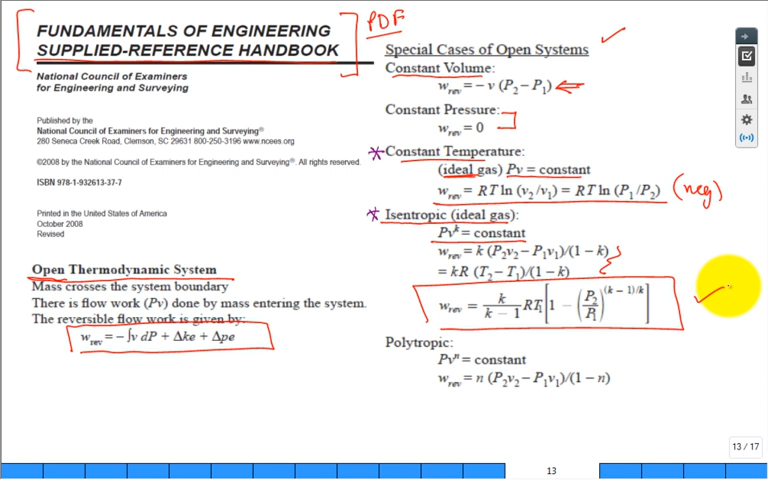 PDF
FUNDAMENTALS OF ENGINEERING
SUPPLIED-REFERENCE HANDBOOK
National Council of Examiners
for Engineering and Surveying
Published by the
National Council of Examiners for Engineering and Surveying®
280 Seneca Creek Road, Clemson, SC 29631 800-250-3196 www.ncees.org
©2008 by the National Council of Examiners for Engineering and Surveying®. All rights reserved.
ISBN 978-1-932613-37-7
Printed in the United States of America
October 2008
Revised
Open Thermodynamic System
Mass crosses the system boundary
There is flow work (Pv) done by mass entering the system.
The reversible flow work is given by:
w_rev = – ∫v dP + Δke + Δpe
Special Cases of Open Systems
Constant Volume:
w_rev = – v (P₂ – P₁)
Constant Pressure:
w_rev = 0
* Constant Temperature:
(ideal gas) Pv = constant
w_rev = RT ln (v₂/v₁) = RT ln (P₁/P₂) (neg)
* Isentropic (ideal gas):
Pv^k = constant
w_rev = k (P₂v₂ – P₁v₁)/(1 – k)
= kR (T₂ – T₁)/(1 – k)
w_rev = k/(k – 1) RT₁[1 – (P₂/P₁)^(k – 1)/k]
Polytropic:
Pv^n = constant
w_rev = n (P₂v₂ – P₁v₁)/(1 – n)
13 / 17
13